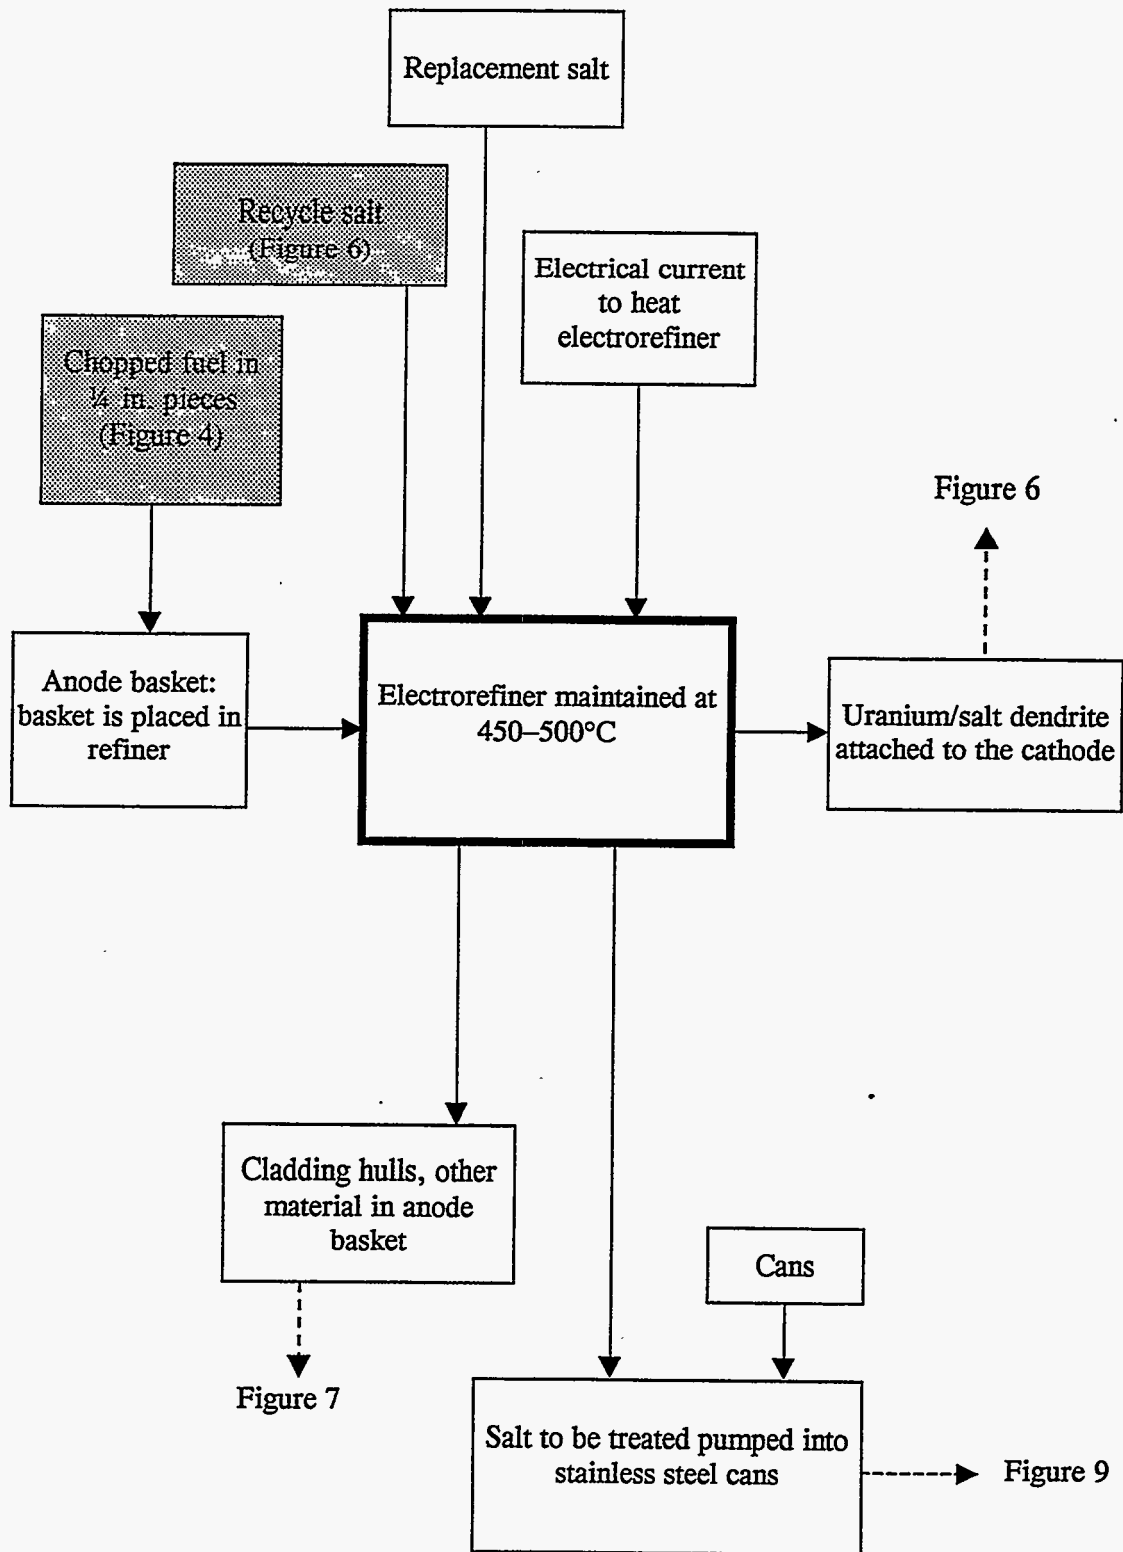 Replacement salt
Recycle salt
(Figure 6)
Electrical current
to heat
electrorefiner
Chopped fuel in
¼ in. pieces
(Figure 4)
Figure 6
Anode basket:
basket is placed in
refiner
Electrorefiner maintained at
450–500°C
Uranium/salt dendrite
attached to the cathode
Cladding hulls, other
material in anode
basket
Cans
Figure 7
Salt to be treated pumped into
stainless steel cans
Figure 9